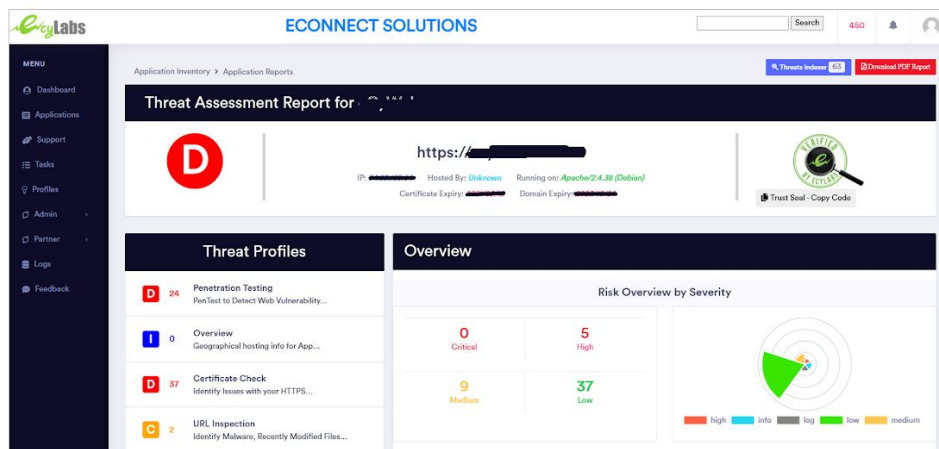 ecyLabs
ECONNECT SOLUTIONS
Search
450
MENU
Dashboard
Applications
Support
Tasks
Profiles
Admin
Partner
Logs
Feedback
Application Inventory > Application Reports
Threats Indexer 63
Download PDF Report
Threat Assessment Report for
D
https://
IP:
Hosted By: Unknown
Running on: Apache/2.4.38 (Debian)
Certificate Expiry:
Domain Expiry:
VERIFIED
e
BY ECYLABS
Trust Seal - Copy Code
Threat Profiles
D 24 Penetration Testing
PenTest to Detect Web Vulnerability...
I 0 Overview
Geographical hosting info for App...
D 37 Certificate Check
Identify Issues with your HTTPS...
C 2 URL Inspection
Identify Malware, Recently Modified Files...
Overview
Risk Overview by Severity
0
Critical
5
High
9
Medium
37
Low
high info log low medium